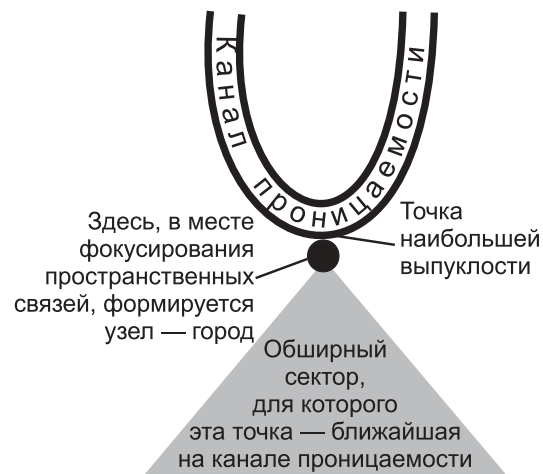 Канал проницаемости
Точка
наибольшей
выпуклости
Здесь, в месте
фокусирования
пространственных
связей, формируется
узел — город
Обширный
сектор,
для которого
эта точка — ближайшая
на канале проницаемости